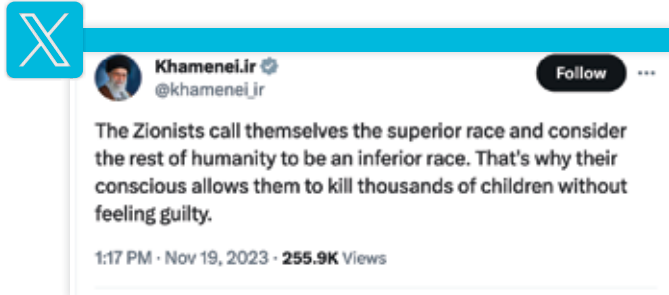 Khamenei.ir
@khamenei_ir
Follow
The Zionists call themselves the superior race and consider
the rest of humanity to be an inferior race. That's why their
conscious allows them to kill thousands of children without
feeling guilty.
1:17 PM · Nov 19, 2023 · 255.9K Views